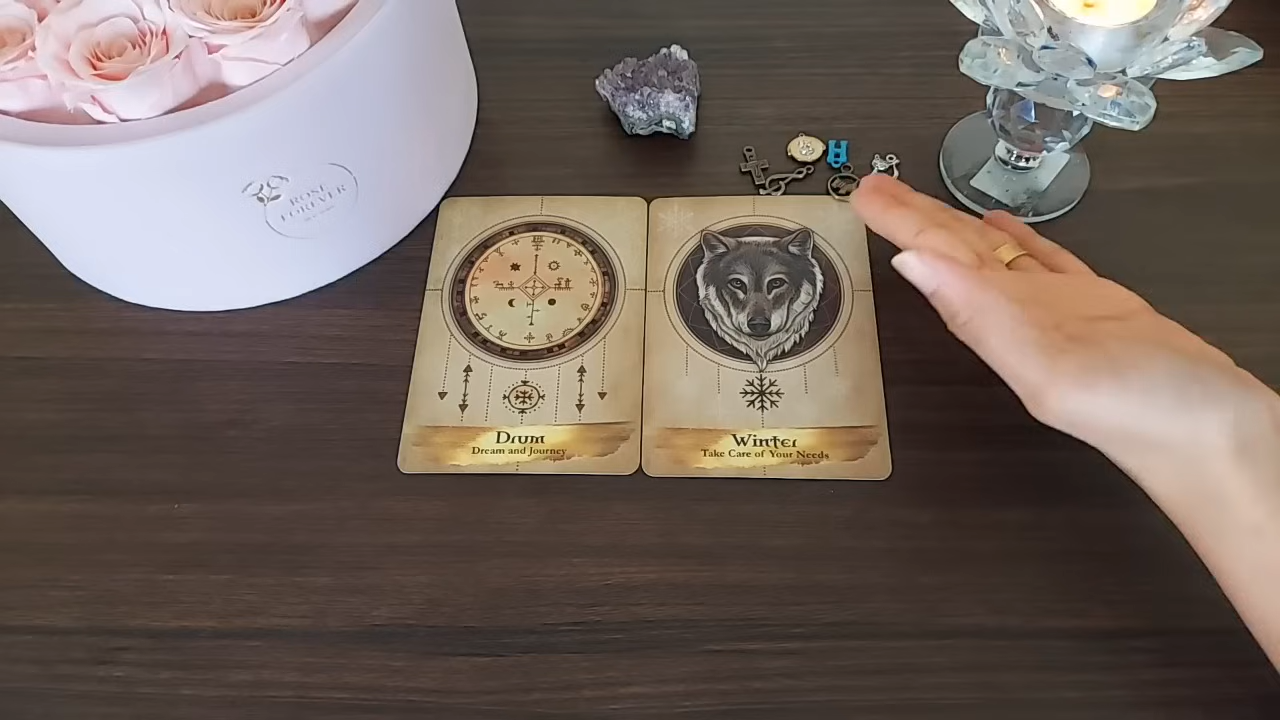 ROSE
FOREVER
Drum
Dream and Journey
Winter
Take Care of Your Needs